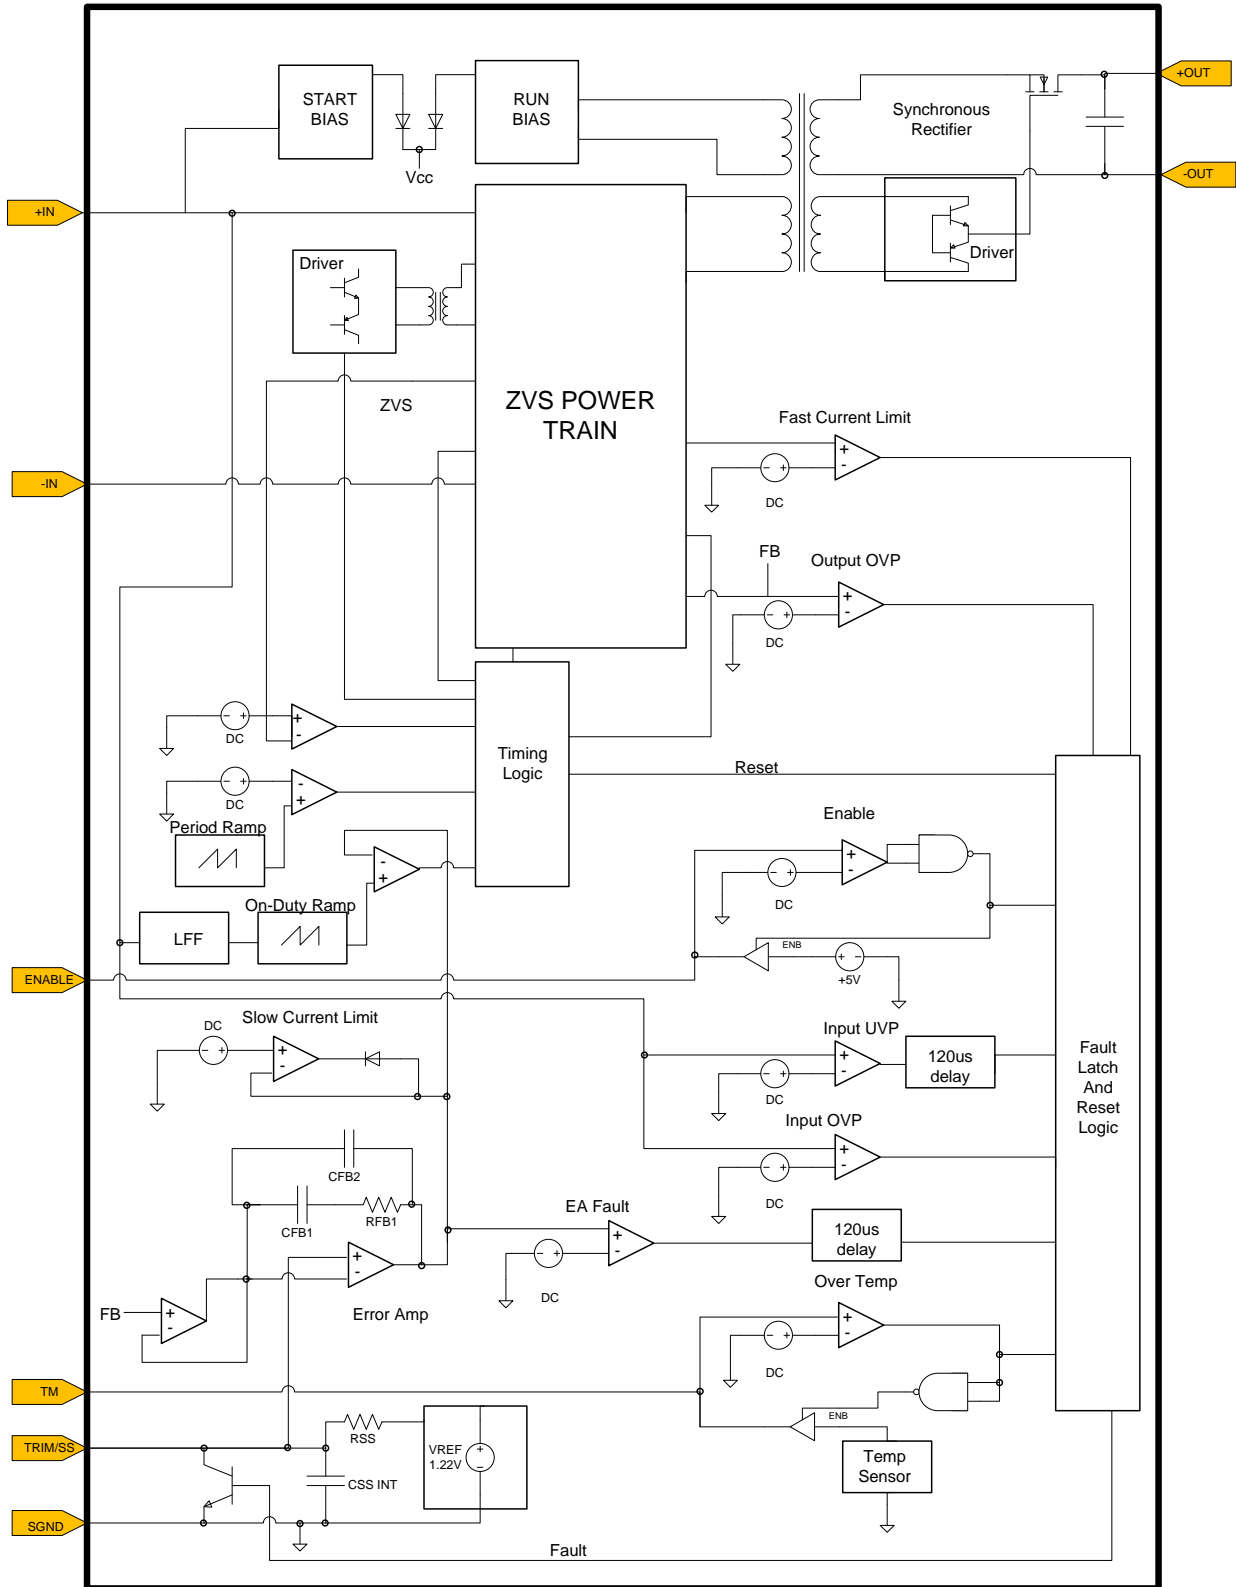 START
BIAS
RUN
BIAS
Vcc
Synchronous
Rectifier
+OUT
-OUT
+IN
Driver
Driver
ZVS
ZVS POWER
TRAIN
-IN
Fast Current Limit
+
-
- +
DC
FB
Output OVP
+
-
- +
DC
- +
DC
+
-
Timing
Logic
- +
DC
-
+
Period Ramp
Reset
Enable
+
-
- +
DC
-
+
On-Duty Ramp
LFF
ENB
+ -
+5V
ENABLE
Slow Current Limit
DC
- +
+
-
Input UVP
+
-
- +
DC
120us
delay
Fault
Latch
And
Reset
Logic
Input OVP
+
-
- +
DC
CFB2
CFB1
RFB1
EA Fault
+
-
- +
DC
120us
delay
+
-
Error Amp
FB
+
-
Over Temp
+
-
- +
DC
TM
ENB
TRIM/SS
RSS
VREF
1.22V
+
-
CSS INT
Temp
Sensor
SGND
Fault